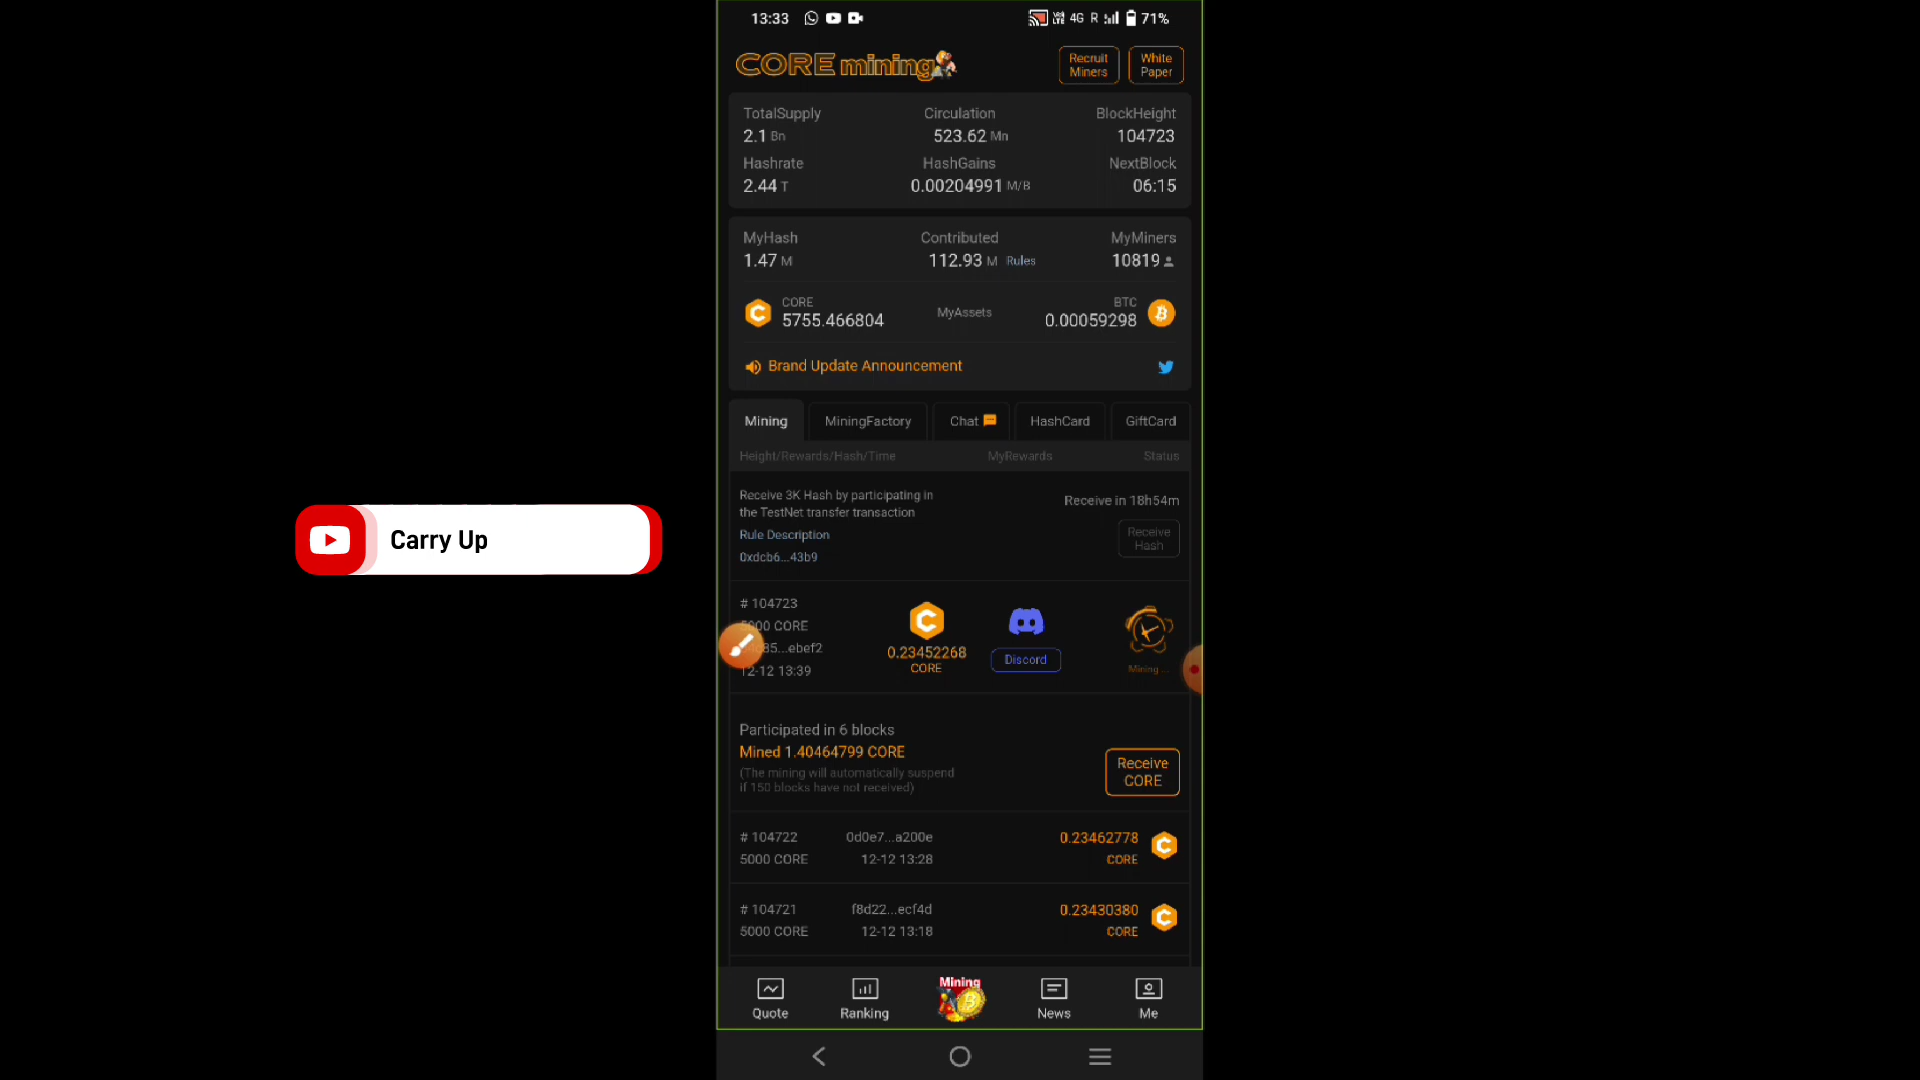 13:33 4G R 71%
CORE mining
Recruit Miners
White Paper
TotalSupply Circulation BlockHeight
2.1 Bn 523.62 Mn 104723
Hashrate HashGains NextBlock
2.44 T 0.00204991 M/B 06:15
MyHash Contributed MyMiners
1.47 M 112.93 M Rules 10819
CORE MyAssets BTC
5755.466804 0.00059298
Brand Update Announcement
Mining MiningFactory Chat HashCard GiftCard
Height/Rewards/Hash/Time MyRewards Status
Receive 3K Hash by participating in
the TestNet transfer transaction
Rule Description
0xdcb6...43b9
Receive in 18h54m
Receive
Hash
Carry Up
# 104723
CORE
ebef2
12-12 13:39
0.23452268
CORE
Discord
Mining...
Participated in 6 blocks
Mined 1.40464799 CORE
(The mining will automatically suspend
if 150 blocks have not received)
Receive
CORE
# 104722 0d0e7...a200e 0.23462778
5000 CORE 12-12 13:28 CORE
# 104721 f8d22...ecf4d 0.23430380
5000 CORE 12-12 13:18 CORE
Mining
Quote Ranking News Me